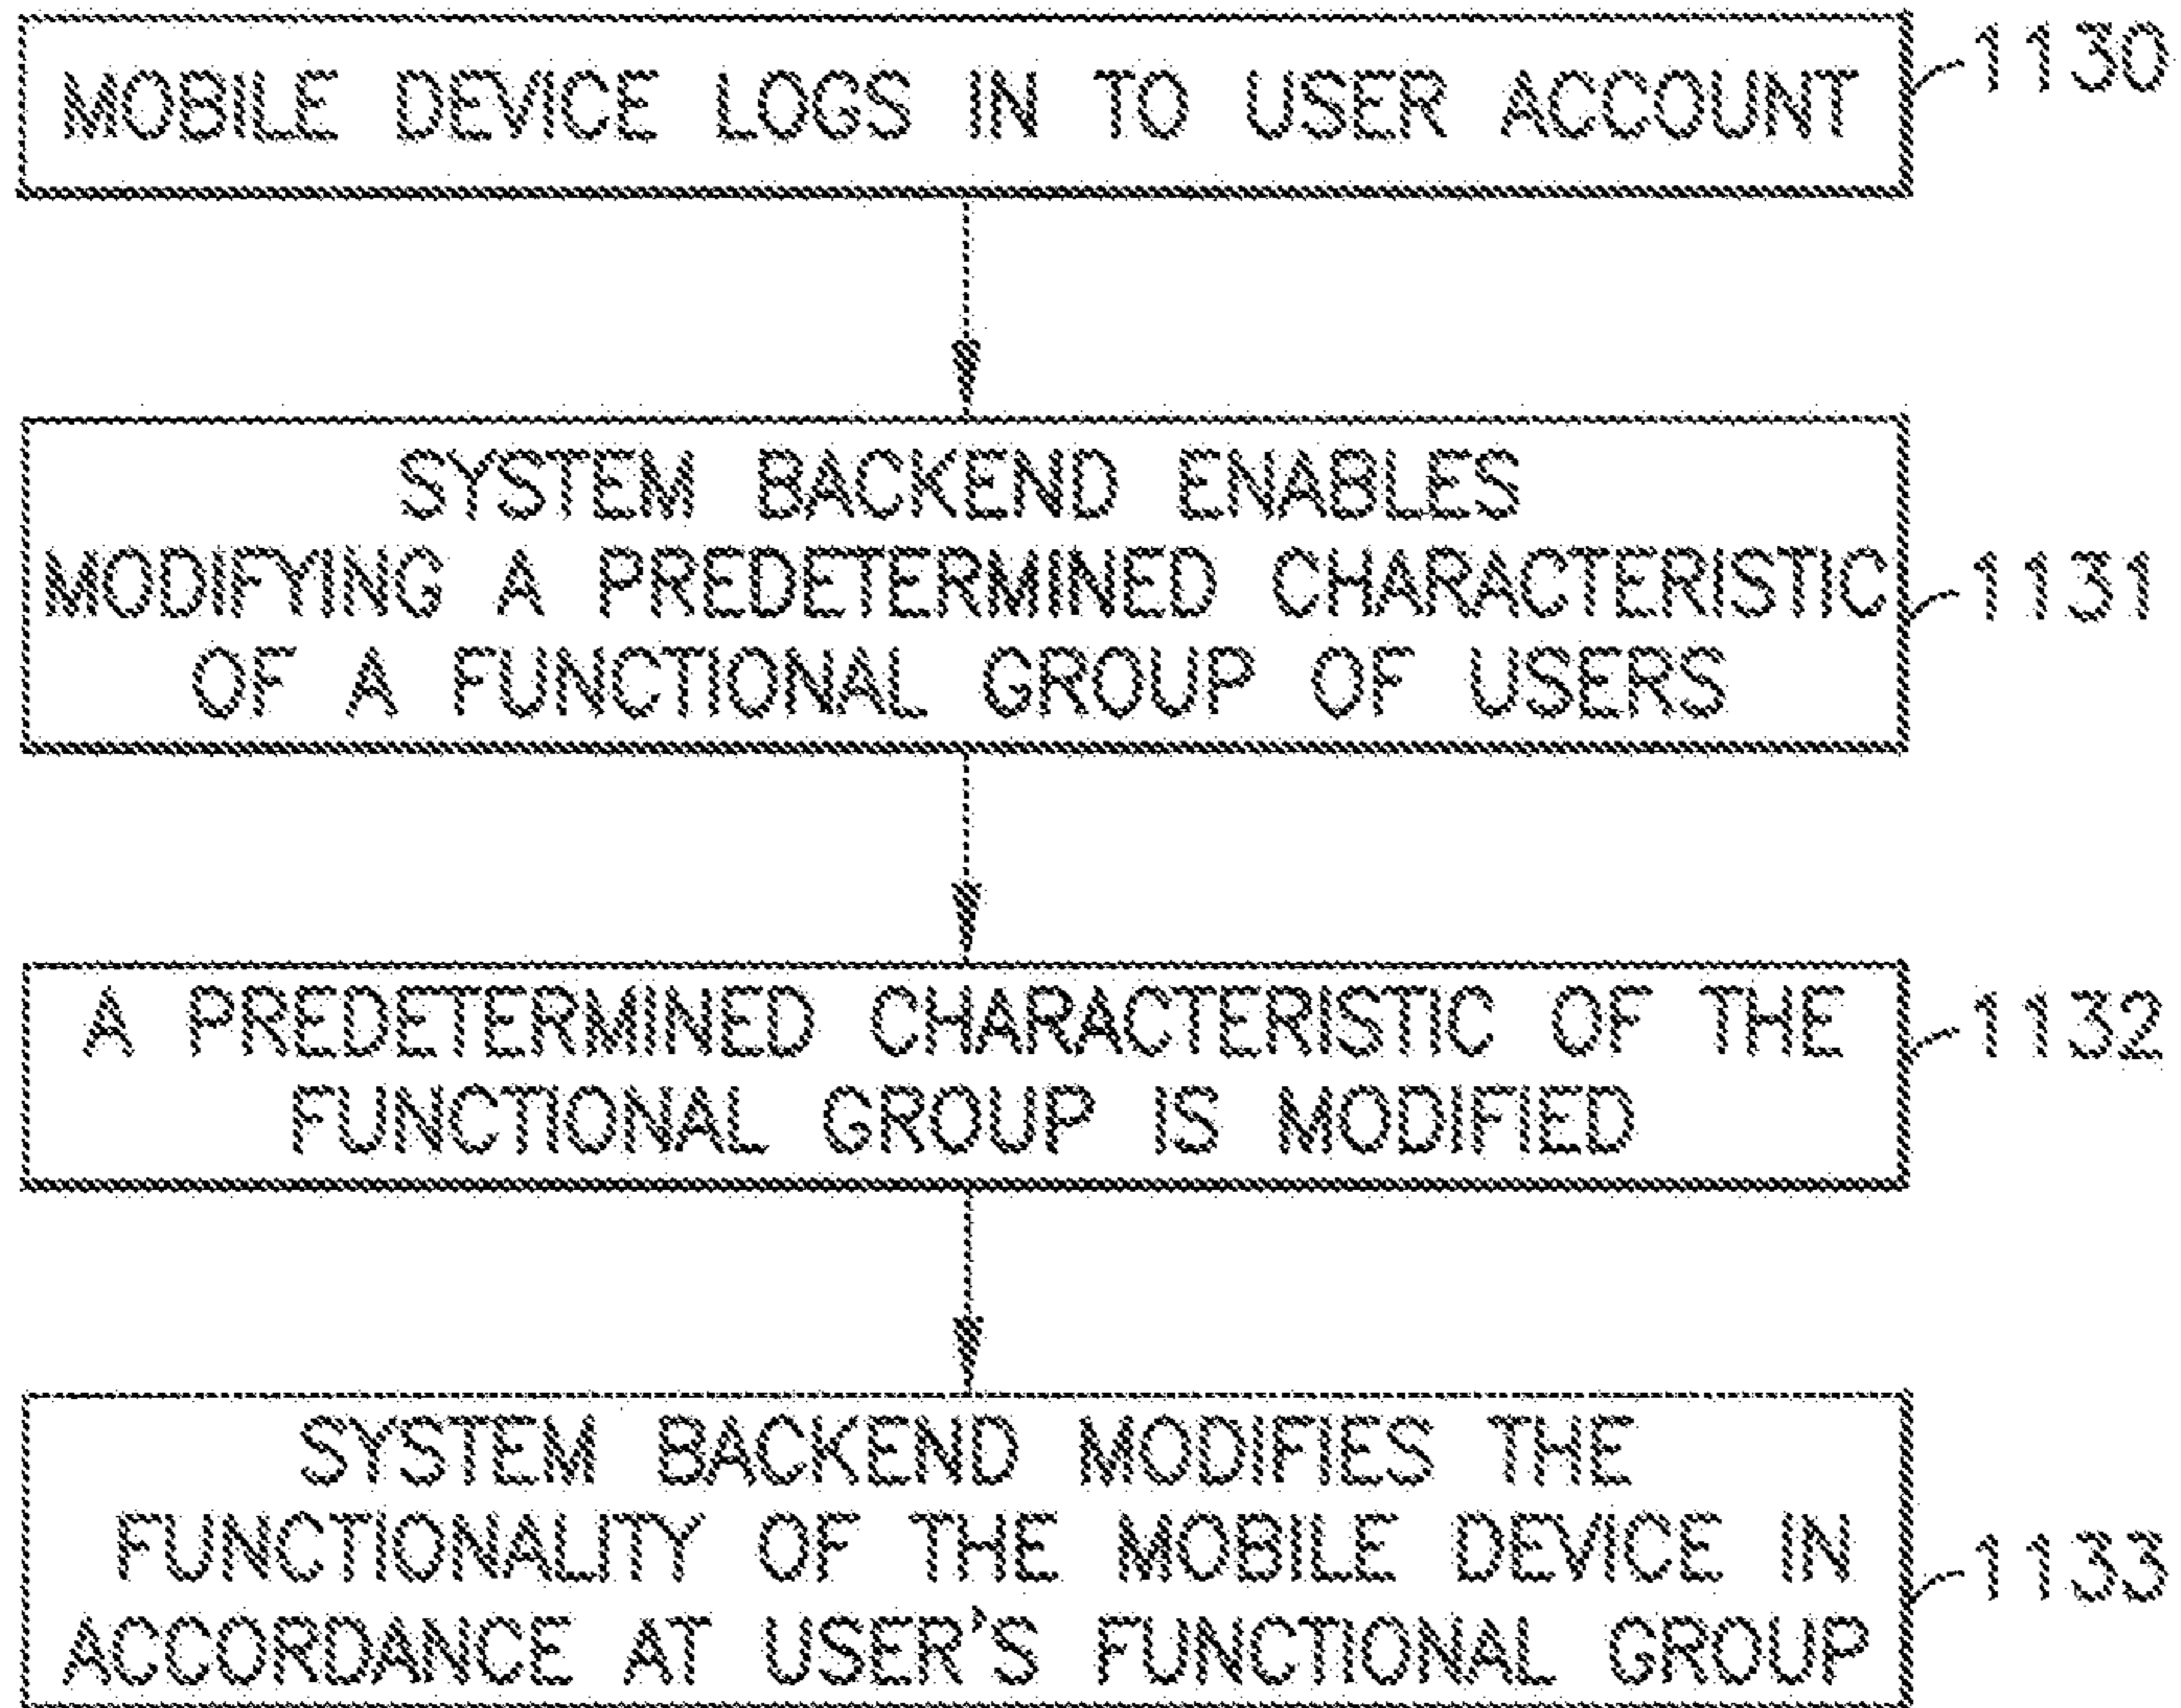 MOBILE DEVICE LOGS IN TO USER ACCOUNT
1130
SYSTEM BACKEND ENABLES
MODIFYING A PREDETERMINED CHARACTERISTIC
OF A FUNCTIONAL GROUP OF USERS
1131
A PREDETERMINED CHARACTERISTIC OF THE
FUNCTIONAL GROUP IS MODIFIED
1132
SYSTEM BACKEND MODIFIES THE
FUNCTIONALITY OF THE MOBILE DEVICE IN
ACCORDANCE AT USER'S FUNCTIONAL GROUP
1133